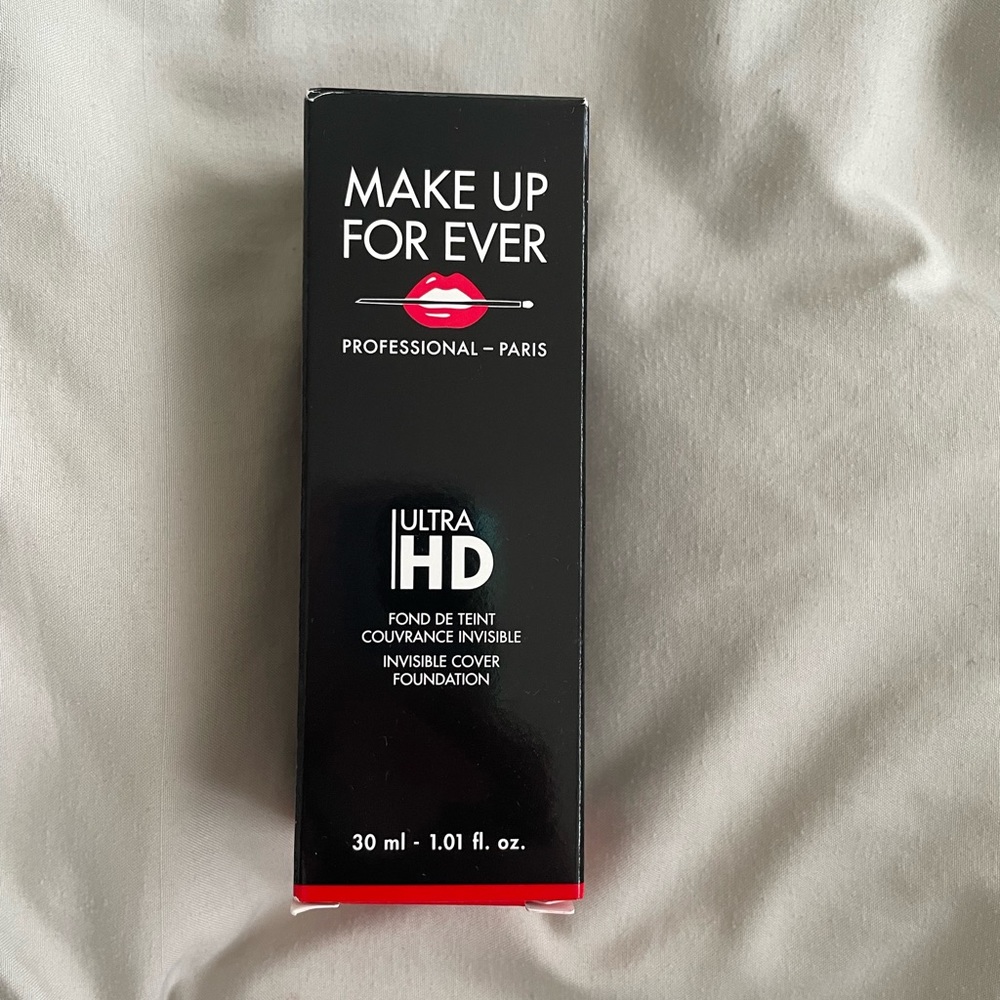 MAKE UP
FOR EVER
PROFESSIONAL – PARIS
ULTRA
HD
FOND DE TEINT
COUVRANCE INVISIBLE
INVISIBLE COVER
FOUNDATION
30 ml - 1.01 fl. oz.